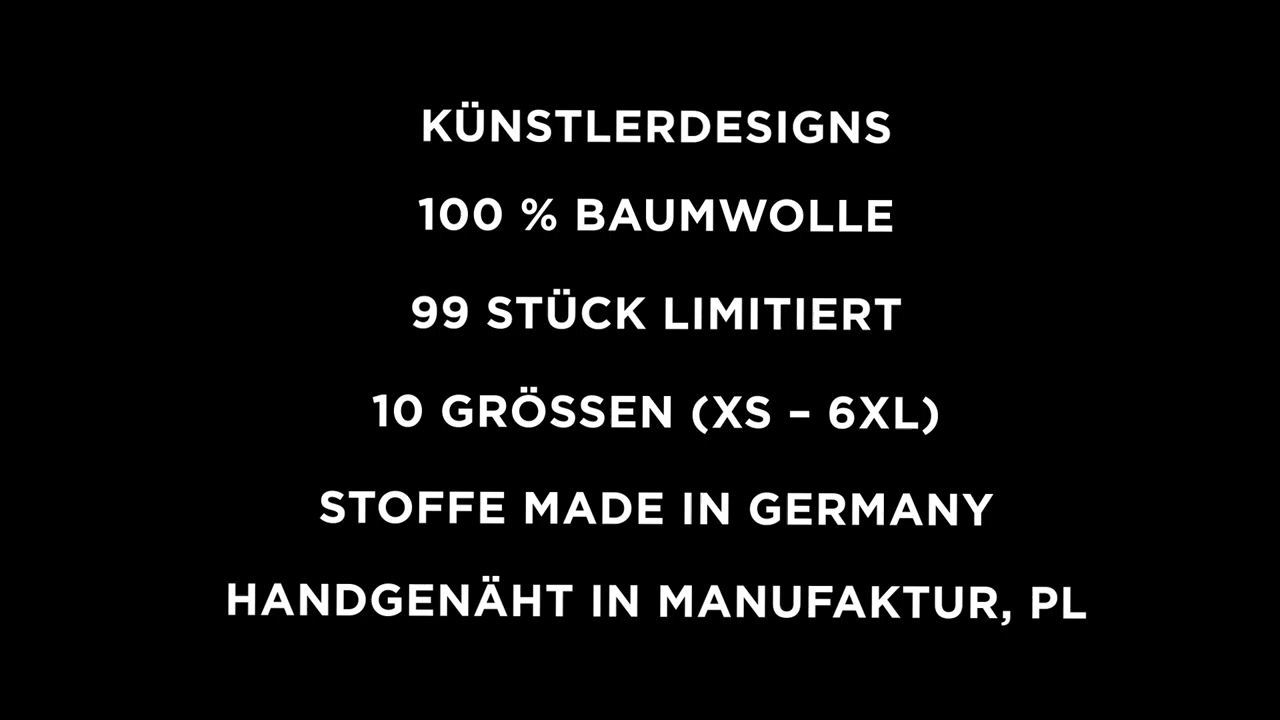 KÜNSTLERDESIGNS
100 % BAUMWOLLE
99 STÜCK LIMITIERT
10 GRÖSSEN (XS – 6XL)
STOFFE MADE IN GERMANY
HANDGENÄHT IN MANUFAKTUR, PL